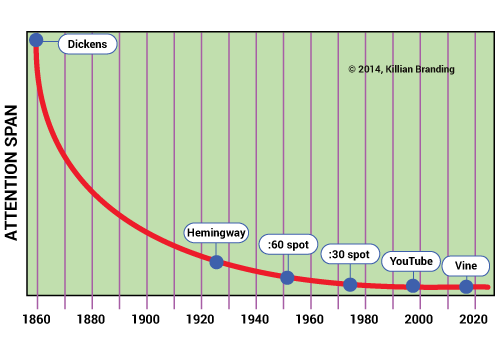 Dickens
© 2014, Killian Branding
ATTENTION SPAN
Hemingway
:60 spot
:30 spot
YouTube
Vine
1860 1880 1900 1920 1940 1960 1980 2000 2020